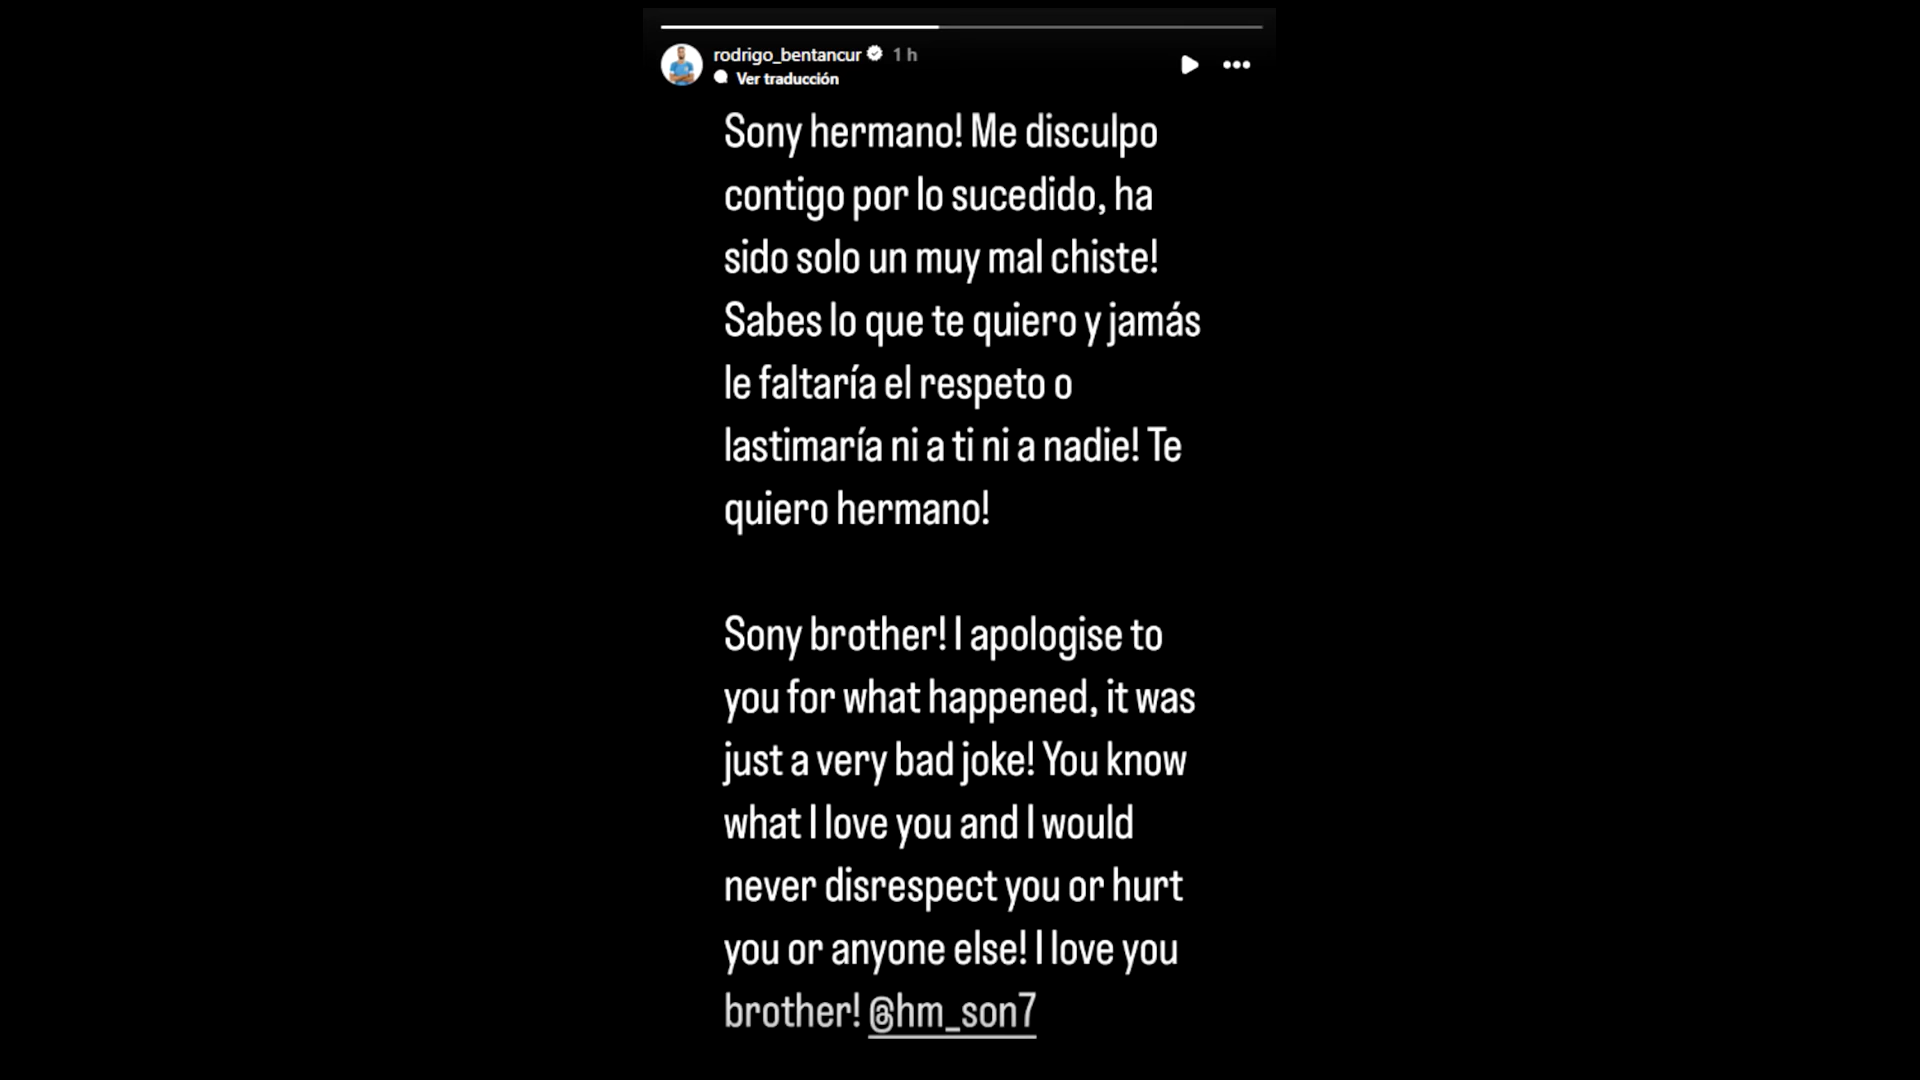 rodrigo_bentancur 1 h
Ver traducción
Sony hermano! Me disculpo
contigo por lo sucedido, ha
sido solo un muy mal chiste!
Sabes lo que te quiero y jamás
le faltaría el respeto o
lastimaría ni a ti ni a nadie! Te
quiero hermano!
Sony brother! I apologise to
you for what happened, it was
just a very bad joke! You know
what I love you and I would
never disrespect you or hurt
you or anyone else! I love you
brother! @hm_son7